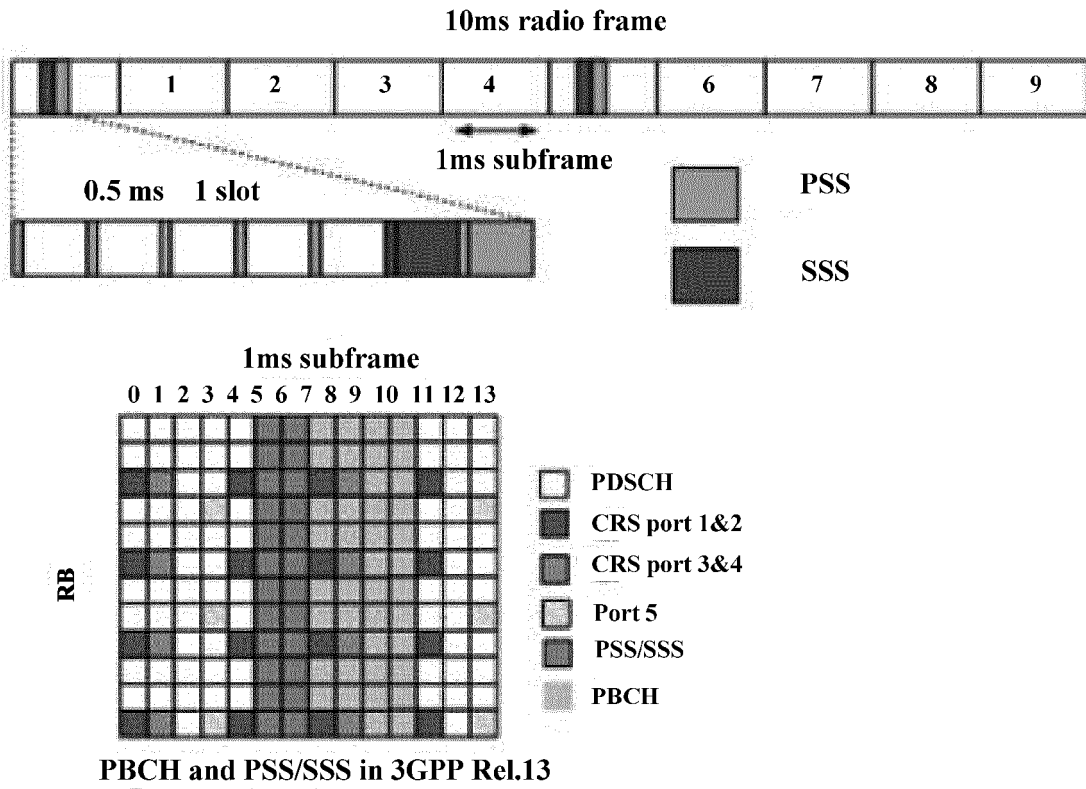 10ms radio frame
1 2 3 4 6 7 8 9
1ms subframe
0.5 ms 1 slot
PSS
SSS
1ms subframe
0 1 2 3 4 5 6 7 8 9 10 11 12 13
RB
PDSCH
CRS port 1&2
CRS port 3&4
Port 5
PSS/SSS
PBCH
PBCH and PSS/SSS in 3GPP Rel.13